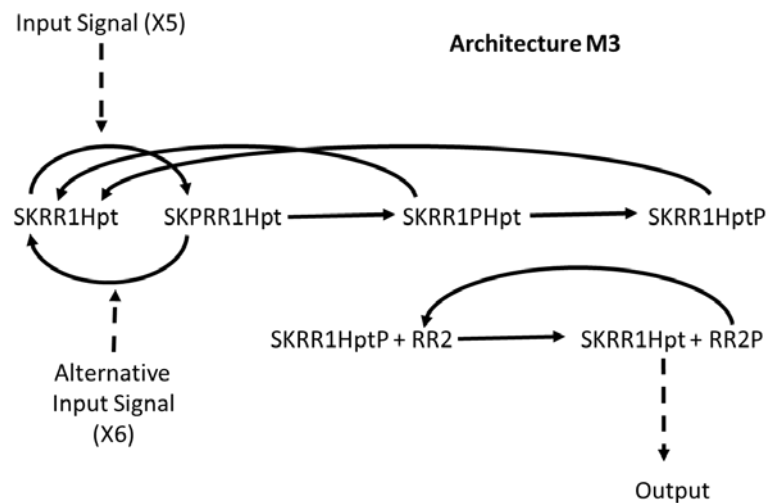 Input Signal (X5)
Architecture M3
SKRR1Hpt SKPRR1Hpt SKRR1PHpt SKRR1HptP
SKRR1HptP + RR2 SKRR1Hpt + RR2P
Alternative
Input Signal
(X6)
Output